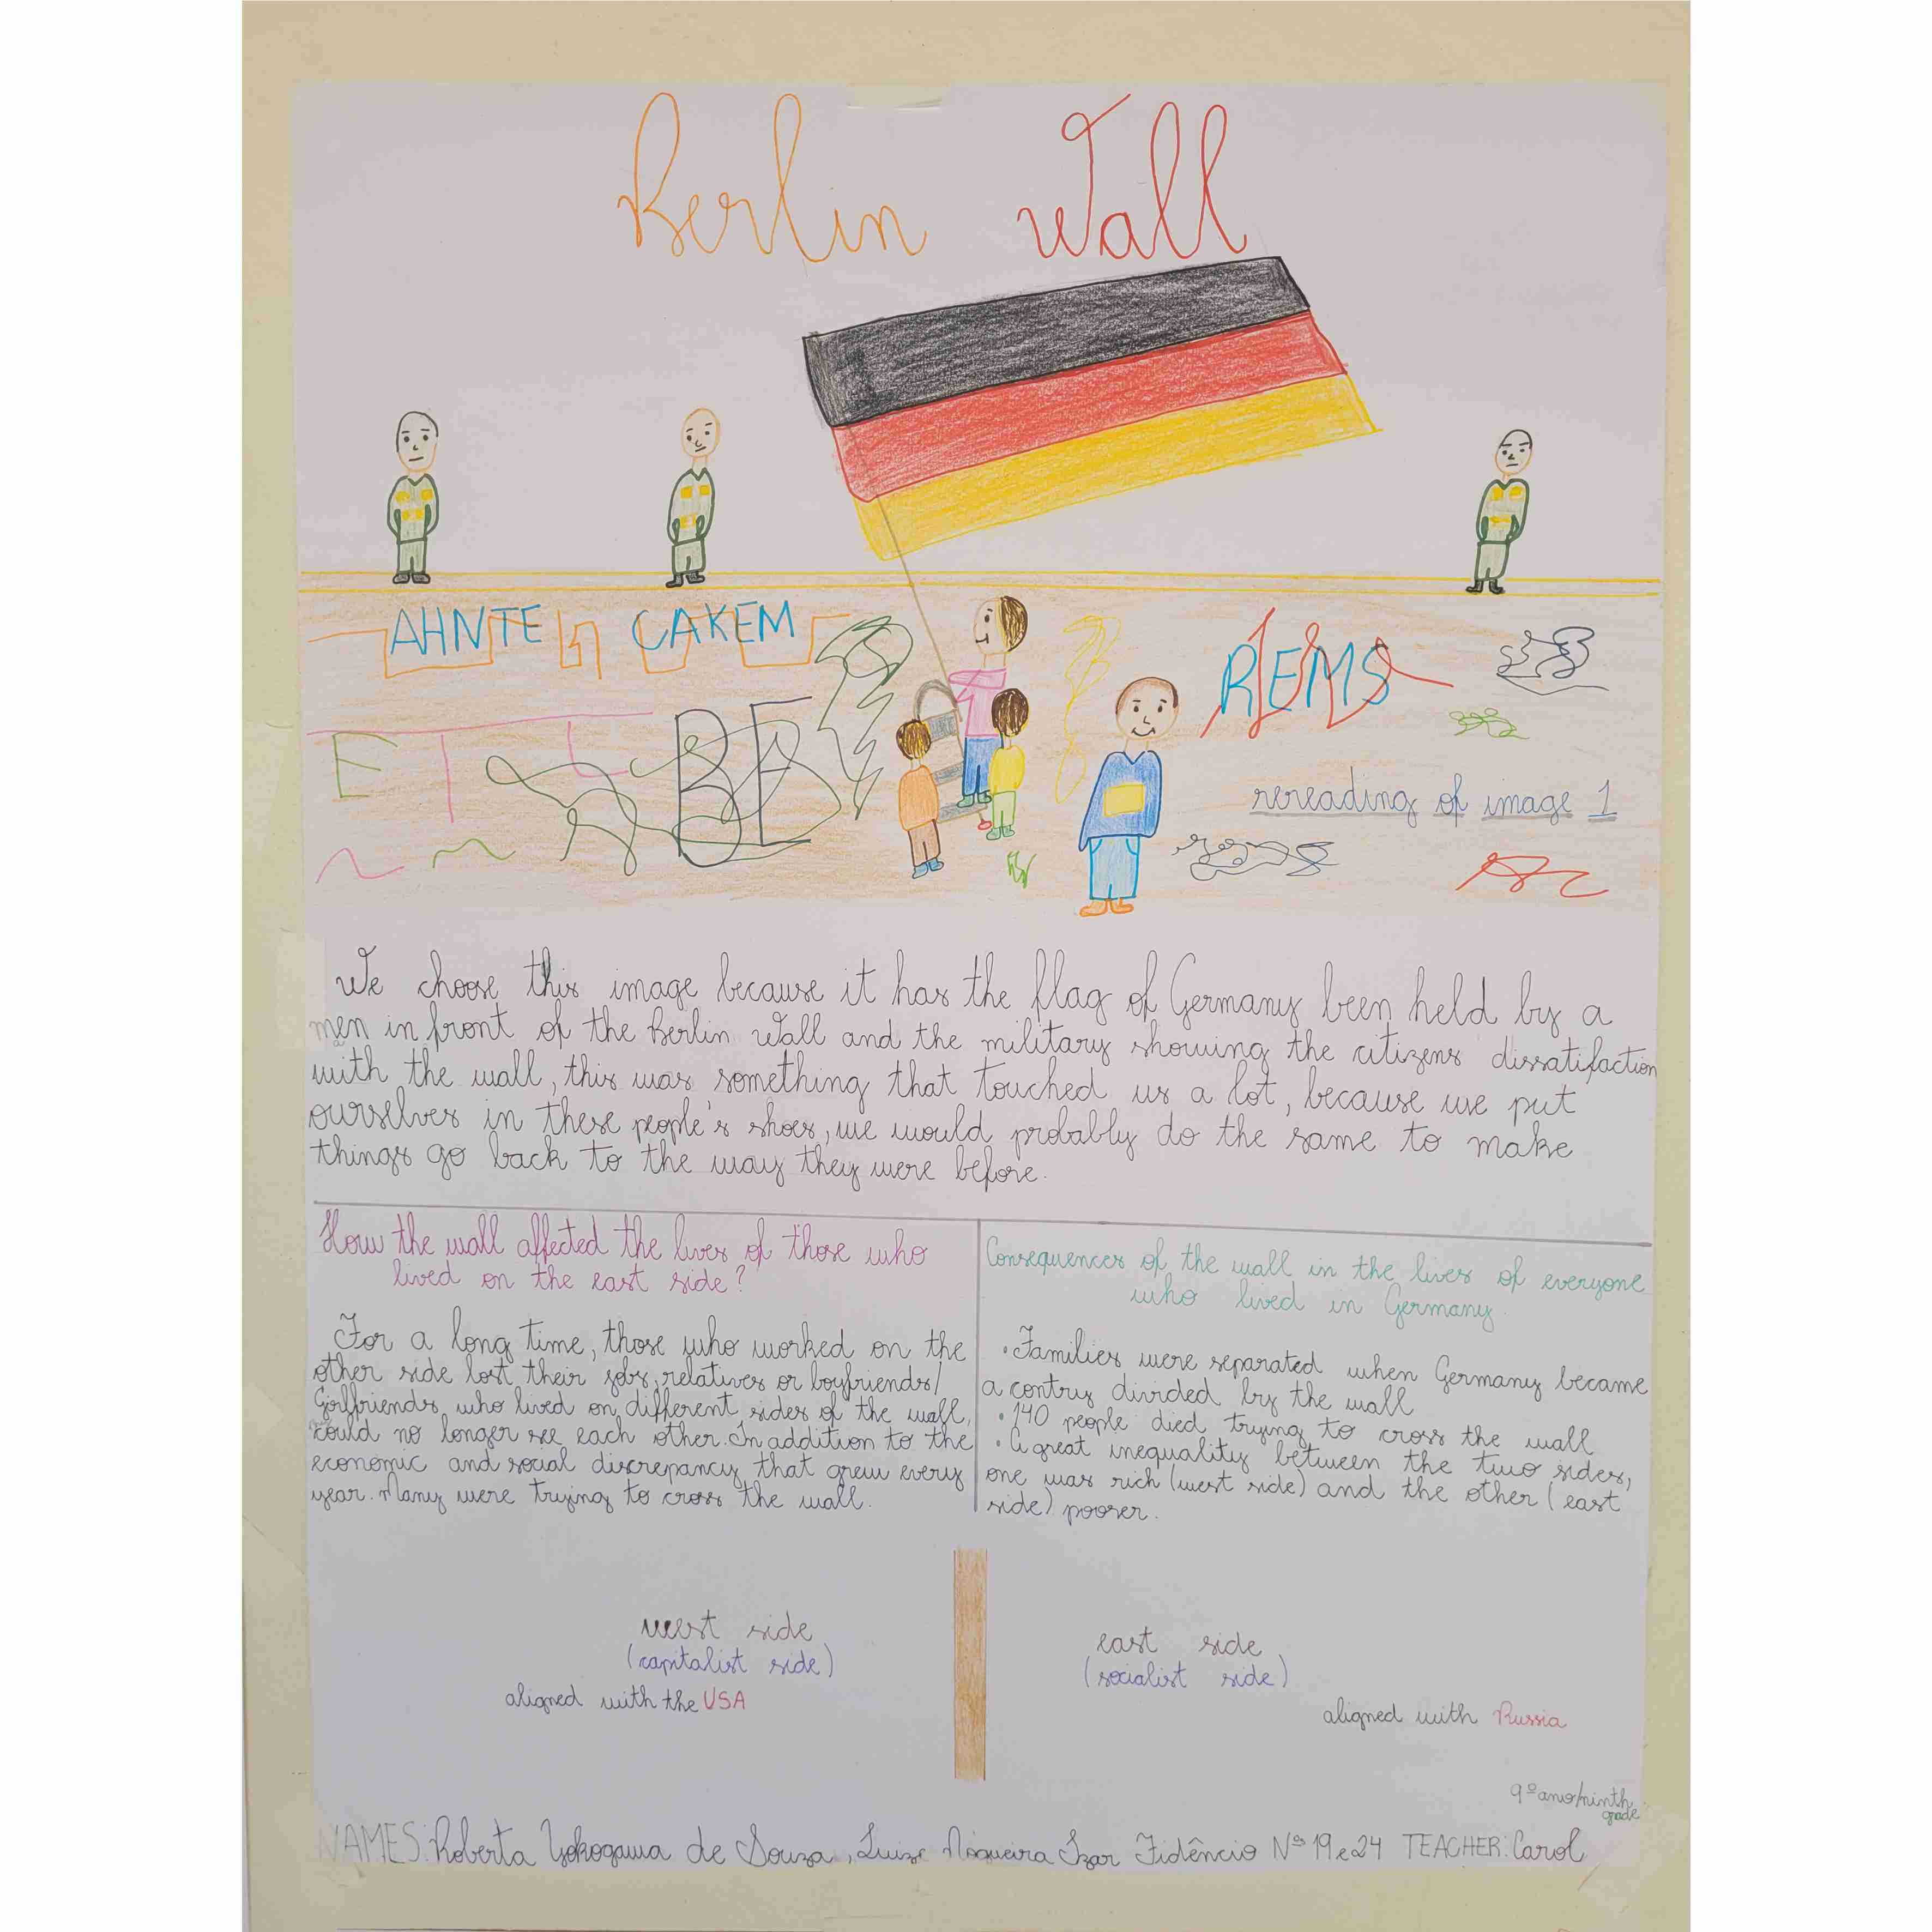 Berlin Wall
AHNTE CAKEM
REMS
E T L BE
rereading of image 1
We choose this image because it has the flag of Germany been held by a
men in front of the Berlin Wall and the military showing the citizens dissatifaction
with the wall, this was something that touched us a lot, because we put
ourselves in these people's shoes, we would probably do the same to make
things go back to the way they were before.
How the wall affected the lives of those who
lived on the east side?
For a long time, those who worked on the
other side lost their jobs, relatives or boyfriends/
Girlfriends, who lived on different sides of the wall,
could no longer see each other. In addition to the
economic and social discrepancy that grew every
year. Many were trying to cross the wall.
Consequences of the wall in the lives of everyone
who lived in Germany.
• Families were separated when Germany became
a contry divided by the wall
• 140 people died trying to cross the wall
• A great inequality between the two sides,
one was rich (west side) and the other (east
side) poorer.
west side
(capitalist side)
aligned with the USA
east side
(socialist side)
aligned with Russia
9º ano/ninth
grade
NAMES: Roberta Yokogawa de Souza, Luiza Nogueira Izar Fidêncio Nºs 19 e 24 TEACHER: Carol